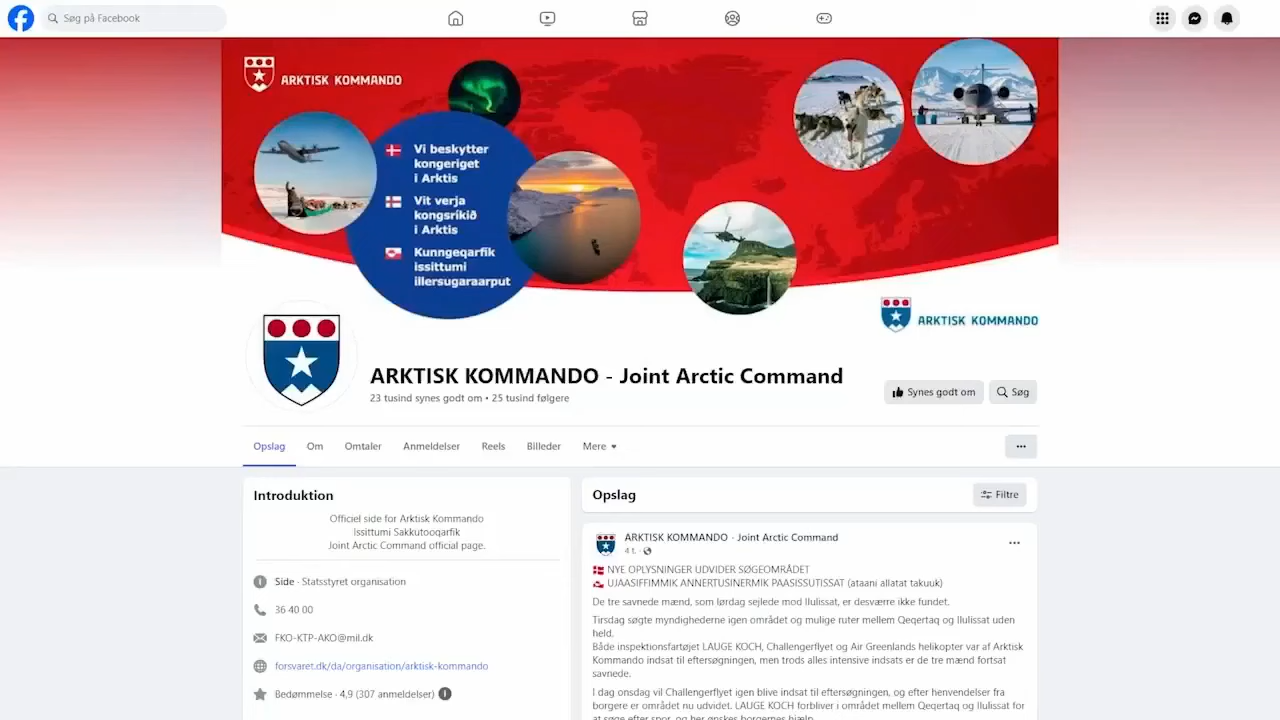 Søg på Facebook
ARKTISK KOMMANDO
Vi beskytter
kongeriget
i Arktis
Vit verja
kongsríkið
i Arktis
Kunngeqarfik
issittumi
illersugaraarput
ARKTISK KOMMANDO
ARKTISK KOMMANDO - Joint Arctic Command
23 tusind synes godt om • 25 tusind følgere
Synes godt om
Søg
Opslag
Om
Omtaler
Anmeldelser
Reels
Billeder
Mere
Introduktion
Officiel side for Arktisk Kommando
Issittumi Sakkutooqarfik
Joint Arctic Command official page.
Side · Statsstyret organisation
36 40 00
FKO-KTP-AKO@mil.dk
forsvaret.dk/da/organisation/arktisk-kommando
Bedømmelse · 4,9 (307 anmeldelser)
Opslag
Filtre
ARKTISK KOMMANDO - Joint Arctic Command
4 t. ·
NYE OPLYSNINGER UDVIDER SØGEOMRÅDET
UJAASIFFIMMIK ANNERTUSINERMIK PAASISSUTISSAT (ataani allatat takuuk)
De tre savnede mænd, som lørdag sejlede mod Ilulissat, er desværre ikke fundet.
Tirsdag søgte myndighederne igen området og mulige ruter mellem Qeqertaq og Ilulissat uden
held.
Både inspektionsfartøjet LAUGE KOCH, Challengerflyet og Air Greenlands helikopter var af Arktisk
Kommando indsat til eftersøgningen, men trods alles intensive indsats er de tre mænd fortsat
savnede.
I dag onsdag vil Challengerflyet igen blive indsat til eftersøgningen, og efter henvendelser fra
borgere er området nu udvidet. LAUGE KOCH forbliver i området mellem Qeqertaq og Ilulissat for
at søge efter spor, og her ønskes borgernes hjælp.